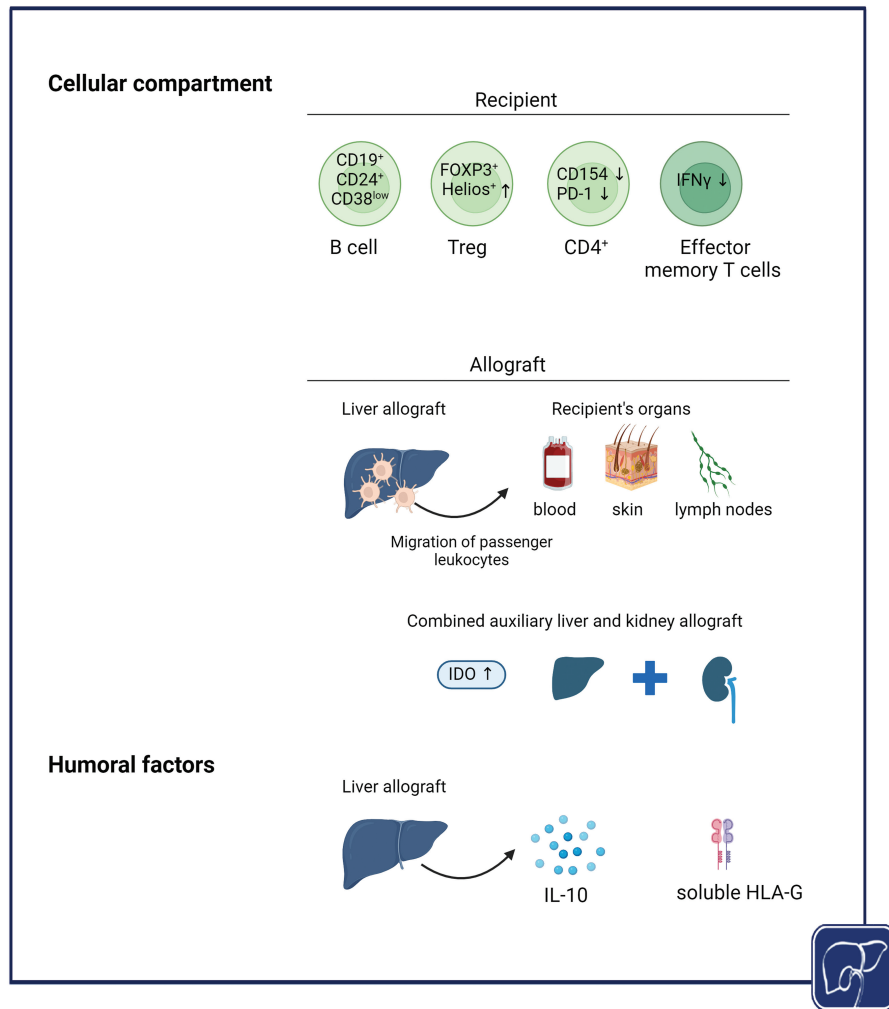 Cellular compartment
Recipient
CD19⁺
CD24⁺
CD38ˡᵒʷ
B cell
FOXP3⁺
Helios⁺ ↑
Treg
CD154 ↓
PD-1 ↓
CD4⁺
IFNγ ↓
Effector
memory T cells
Allograft
Liver allograft
Recipient's organs
blood
skin
lymph nodes
Migration of passenger
leukocytes
Combined auxiliary liver and kidney allograft
IDO ↑
Humoral factors
Liver allograft
IL-10
soluble HLA-G